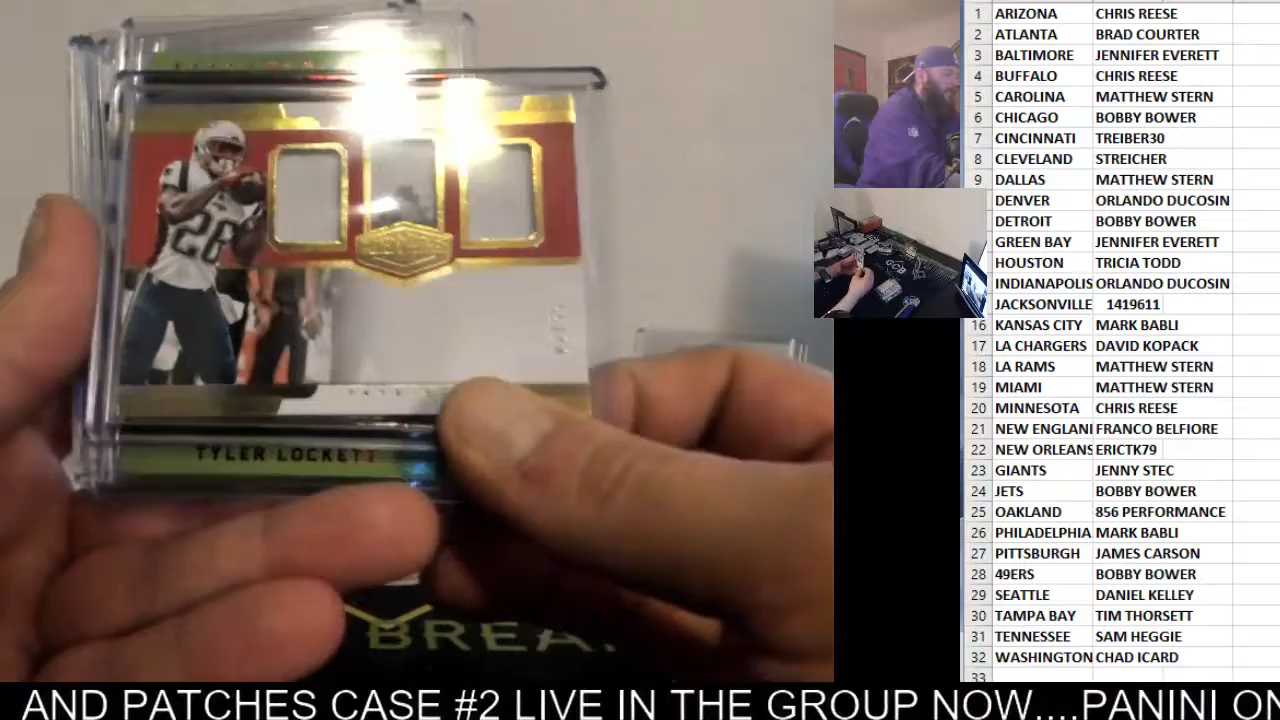 28
TYLER LOCKETT
BREA
1 ARIZONA CHRIS REESE
2 ATLANTA BRAD COURTER
3 BALTIMORE JENNIFER EVERETT
4 BUFFALO CHRIS REESE
5 CAROLINA MATTHEW STERN
6 CHICAGO BOBBY BOWER
7 CINCINNATI TREIBER30
8 CLEVELAND STREICHER
9 DALLAS MATTHEW STERN
DENVER ORLANDO DUCOSIN
DETROIT BOBBY BOWER
GREEN BAY JENNIFER EVERETT
HOUSTON TRICIA TODD
INDIANAPOLIS ORLANDO DUCOSIN
JACKSONVILLE 1419611
16 KANSAS CITY MARK BABLI
17 LA CHARGERS DAVID KOPACK
18 LA RAMS MATTHEW STERN
19 MIAMI MATTHEW STERN
20 MINNESOTA CHRIS REESE
21 NEW ENGLANI FRANCO BELFIORE
22 NEW ORLEANS ERICTK79
23 GIANTS JENNY STEC
24 JETS BOBBY BOWER
25 OAKLAND 856 PERFORMANCE
26 PHILADELPHIA MARK BABLI
27 PITTSBURGH JAMES CARSON
28 49ERS BOBBY BOWER
29 SEATTLE DANIEL KELLEY
30 TAMPA BAY TIM THORSETT
31 TENNESSEE SAM HEGGIE
32 WASHINGTON CHAD ICARD
33
AND PATCHES CASE #2 LIVE IN THE GROUP NOW....PANINI ON